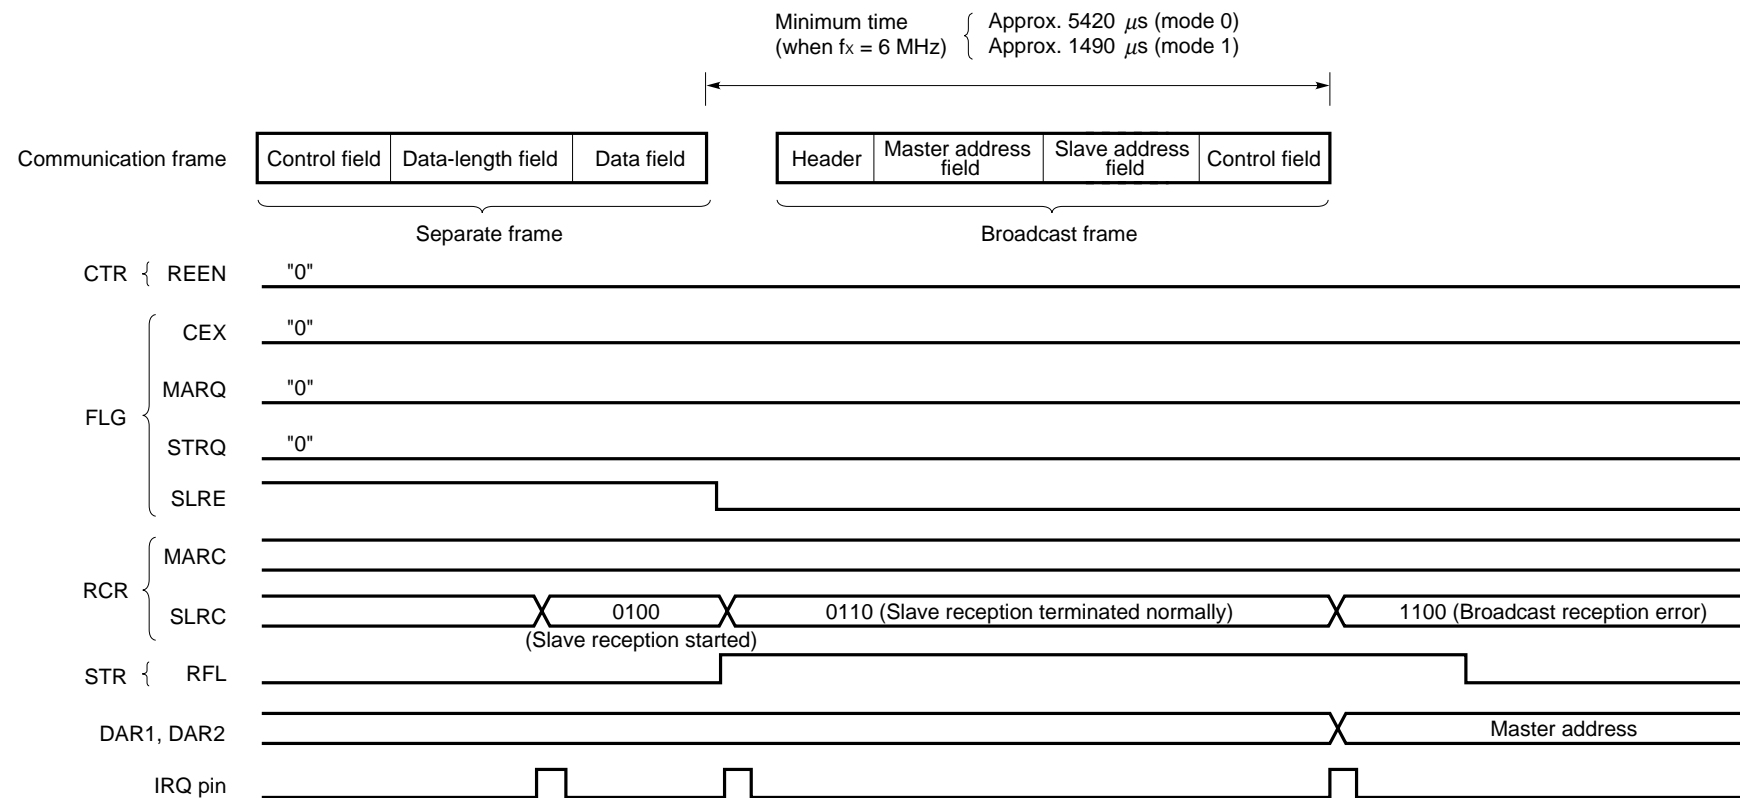 Minimum time
(when fx = 6 MHz)
Approx. 5420 μs (mode 0)
Approx. 1490 μs (mode 1)
Communication frame
Control field
Data-length field
Data field
Header
Master address
field
Slave address
field
Control field
Separate frame
Broadcast frame
CTR
REEN
"0"
FLG
CEX
"0"
MARQ
"0"
STRQ
"0"
SLRE
RCR
MARC
SLRC
0100
(Slave reception started)
0110 (Slave reception terminated normally)
1100 (Broadcast reception error)
STR
RFL
DAR1, DAR2
Master address
IRQ pin